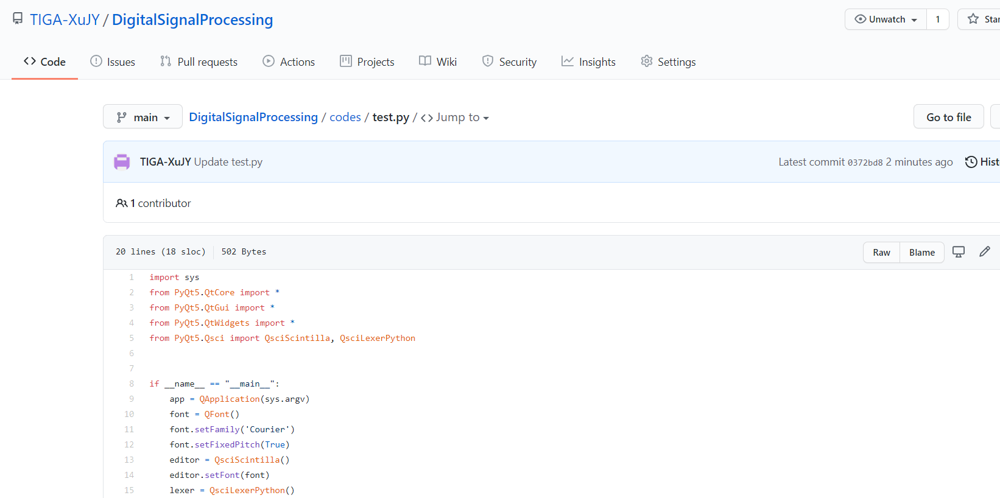 TIGA-XuJY / DigitalSignalProcessing
Unwatch 1
Code Issues Pull requests Actions Projects Wiki Security Insights Settings
main DigitalSignalProcessing / codes / test.py / <> Jump to Go to file
TIGA-XuJY Update test.py Latest commit 0372bd8 2 minutes ago
1 contributor
20 lines (18 sloc) 502 Bytes Raw Blame
1 import sys
2 from PyQt5.QtCore import *
3 from PyQt5.QtGui import *
4 from PyQt5.QtWidgets import *
5 from PyQt5.Qsci import QsciScintilla, QsciLexerPython
6
7
8 if __name__ == "__main__":
9 app = QApplication(sys.argv)
10 font = QFont()
11 font.setFamily('Courier')
12 font.setFixedPitch(True)
13 editor = QsciScintilla()
14 editor.setFont(font)
15 lexer = QsciLexerPython()